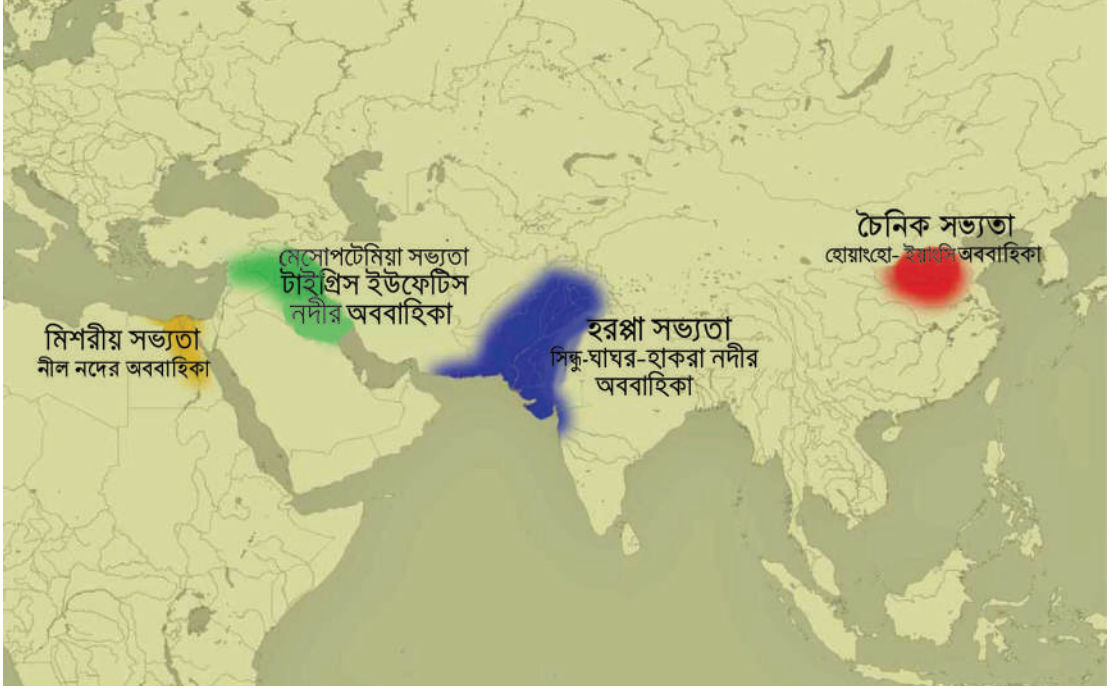 চৈনিক সভ্যতা
হোয়াংহো- ইয়াংসি অববাহিকা
মেসোপটেমিয়া সভ্যতা
টাইগ্রিস ইউফেটিস
নদীর অববাহিকা
মিশরীয় সভ্যতা
নীল নদের অববাহিকা
হরপ্পা সভ্যতা
সিন্ধু-ঘাঘর-হাকরা নদীর
অববাহিকা